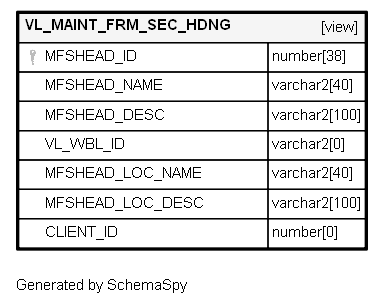 VL_MAINT_FRM_SEC_HDNG [view]
MFSHEAD_ID number[38]
MFSHEAD_NAME varchar2[40]
MFSHEAD_DESC varchar2[100]
VL_WBL_ID varchar2[0]
MFSHEAD_LOC_NAME varchar2[40]
MFSHEAD_LOC_DESC varchar2[100]
CLIENT_ID number[0]
Generated by SchemaSpy